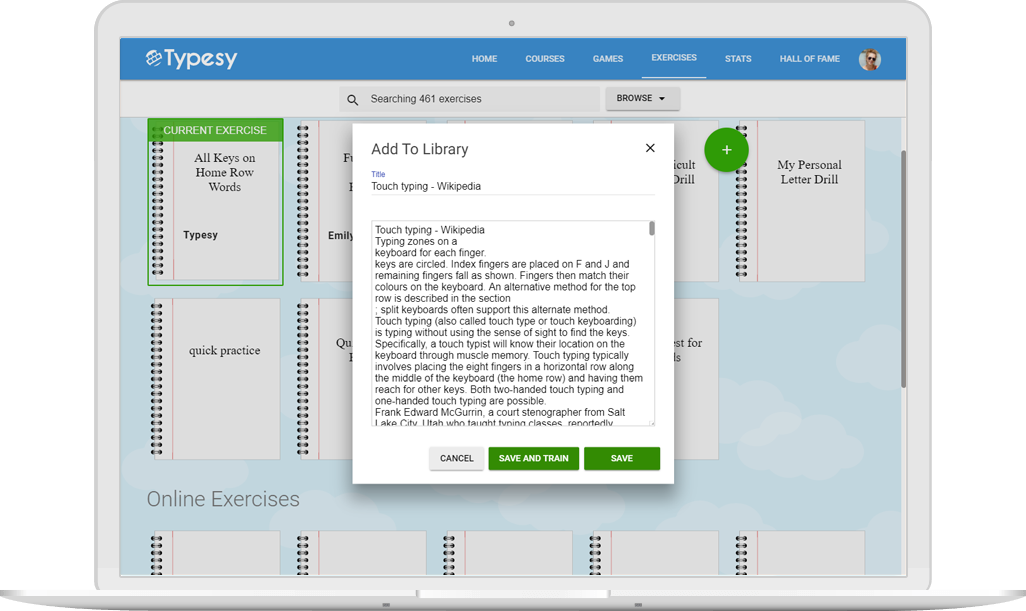 Typesy
HOME
COURSES
GAMES
EXERCISES
STATS
HALL OF FAME
Searching 461 exercises
BROWSE
CURRENT EXERCISE
All Keys on
Home Row
Words
Typesy
Emily
Drill
My Personal
Letter Drill
Add To Library
Title
Touch typing - Wikipedia
Touch typing - Wikipedia
Typing zones on a
keyboard for each finger.
keys are circled. Index fingers are placed on F and J and
remaining fingers fall as shown. Fingers then match their
colours on the keyboard. An alternative method for the top
row is described in the section
; split keyboards often support this alternate method.
Touch typing (also called touch type or touch keyboarding)
is typing without using the sense of sight to find the keys.
Specifically, a touch typist will know their location on the
keyboard through muscle memory. Touch typing typically
involves placing the eight fingers in a horizontal row along
the middle of the keyboard (the home row) and having them
reach for other keys. Both two-handed touch typing and
one-handed touch typing are possible.
Frank Edward McGurrin, a court stenographer from Salt
Lake City, Utah who taught typing classes, reportedly
CANCEL
SAVE AND TRAIN
SAVE
quick practice
for
Online Exercises